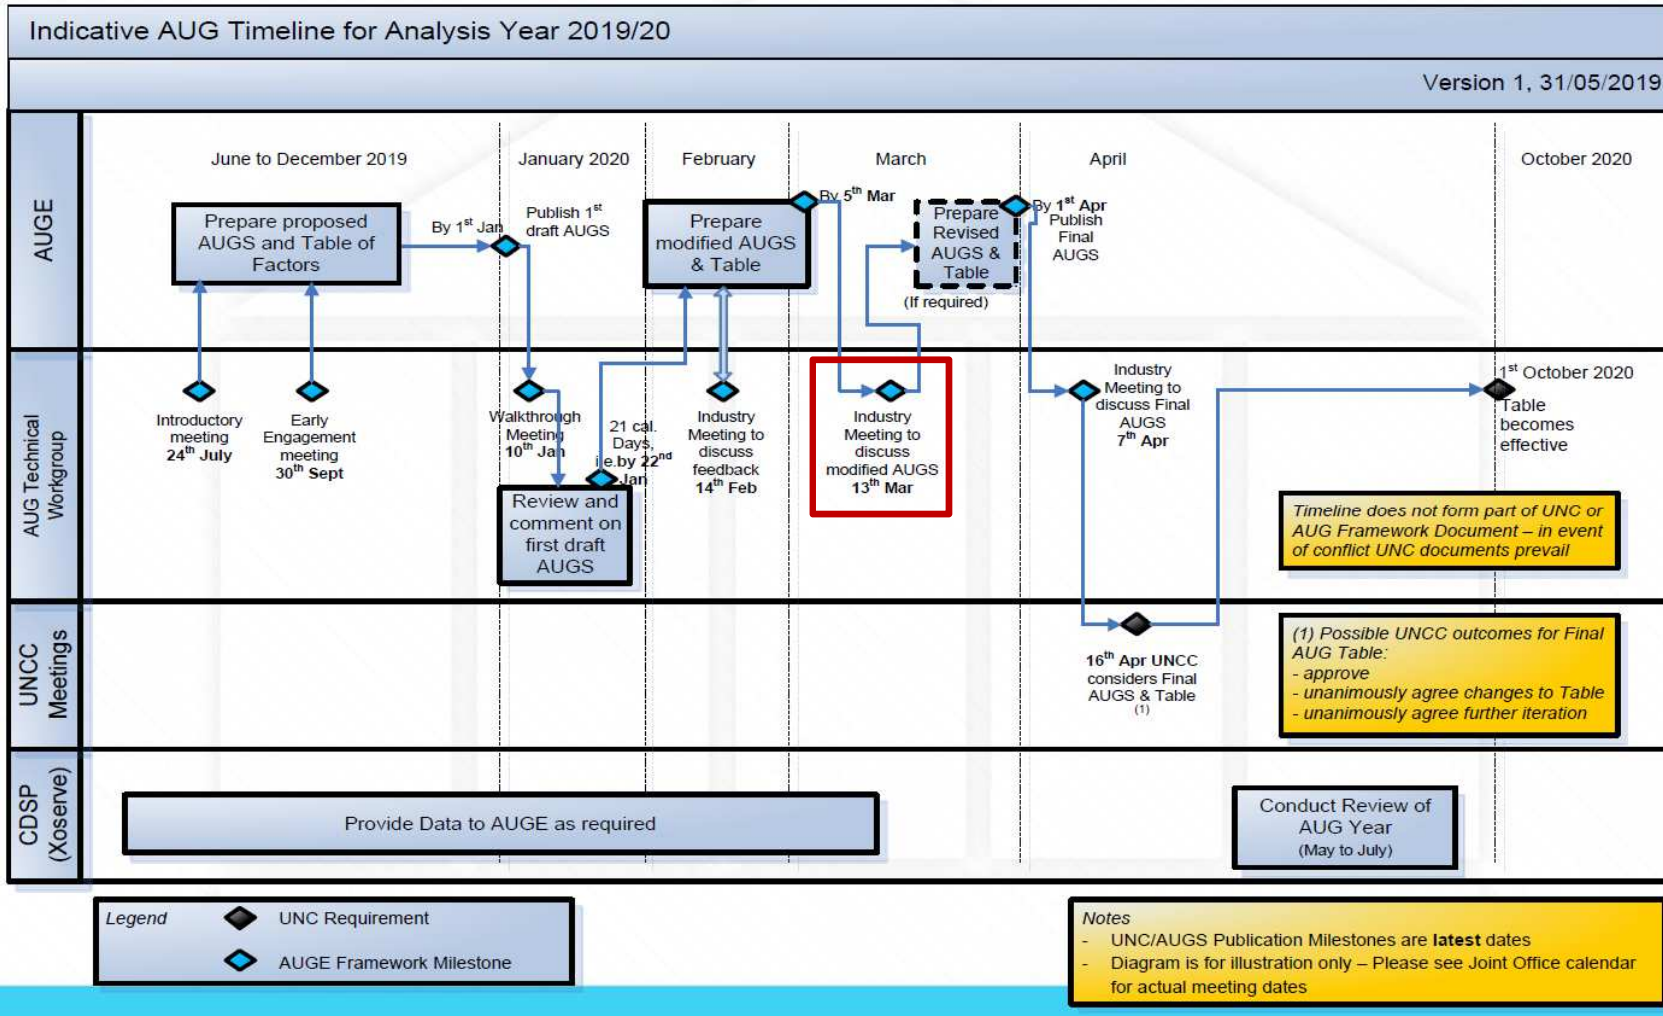 Indicative AUG Timeline for Analysis Year 2019/20
Version 1, 31/05/2019
AUGE
June to December 2019
January 2020
February
March
April
October 2020
Prepare proposed
AUGS and Table of
Factors
By 1st Jan
Publish 1st
draft AUGS
Prepare
modified AUGS
& Table
By 5th Mar
Prepare
Revised
AUGS &
Table
(If required)
By 1st Apr
Publish
Final
AUGS
AUG Technical
Workgroup
Introductory
meeting
24th July
Early
Engagement
meeting
30th Sept
Walkthrough
Meeting
10th Jan
21 cal.
Days,
i.e.by 22nd
Jan
Review and
comment on
first draft
AUGS
Industry
Meeting to
discuss
feedback
14th Feb
Industry
Meeting to
discuss
modified AUGS
13th Mar
Industry
Meeting to
discuss Final
AUGS
7th Apr
1st October 2020
Table
becomes
effective
Timeline does not form part of UNC or
AUG Framework Document – in event
of conflict UNC documents prevail
UNCC
Meetings
16th Apr UNCC
considers Final
AUGS & Table
(1)
(1) Possible UNCC outcomes for Final
AUG Table:
- approve
- unanimously agree changes to Table
- unanimously agree further iteration
CDSP
(Xoserve)
Provide Data to AUGE as required
Conduct Review of
AUG Year
(May to July)
Legend
UNC Requirement
AUGE Framework Milestone
Notes
- UNC/AUGS Publication Milestones are latest dates
- Diagram is for illustration only – Please see Joint Office calendar
for actual meeting dates